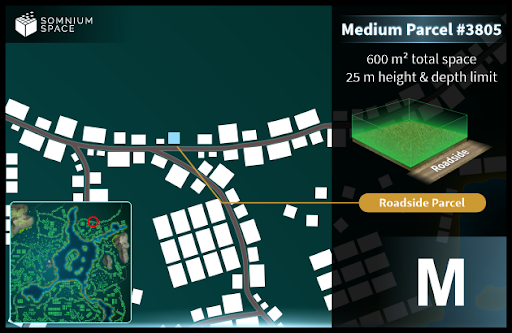 SOMNIUM
SPACE
Medium Parcel #3805
600 m² total space
25 m height & depth limit
Roadside
Roadside Parcel
M